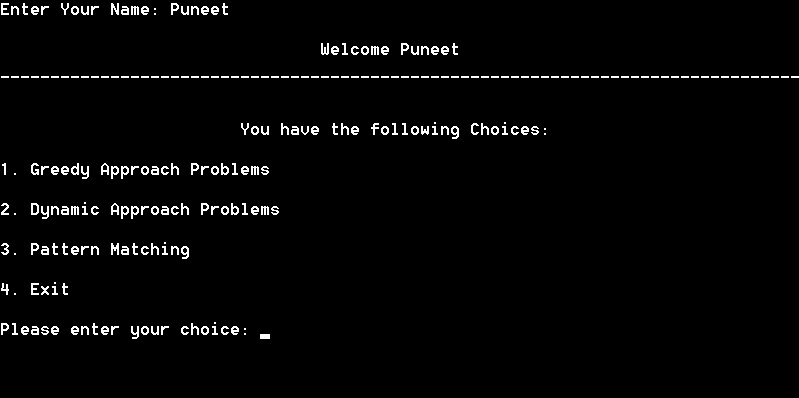 Enter Your Name: Puneet
Welcome Puneet
--------------------------------------------------------------------------------
You have the following Choices:
1. Greedy Approach Problems
2. Dynamic Approach Problems
3. Pattern Matching
4. Exit
Please enter your choice: _